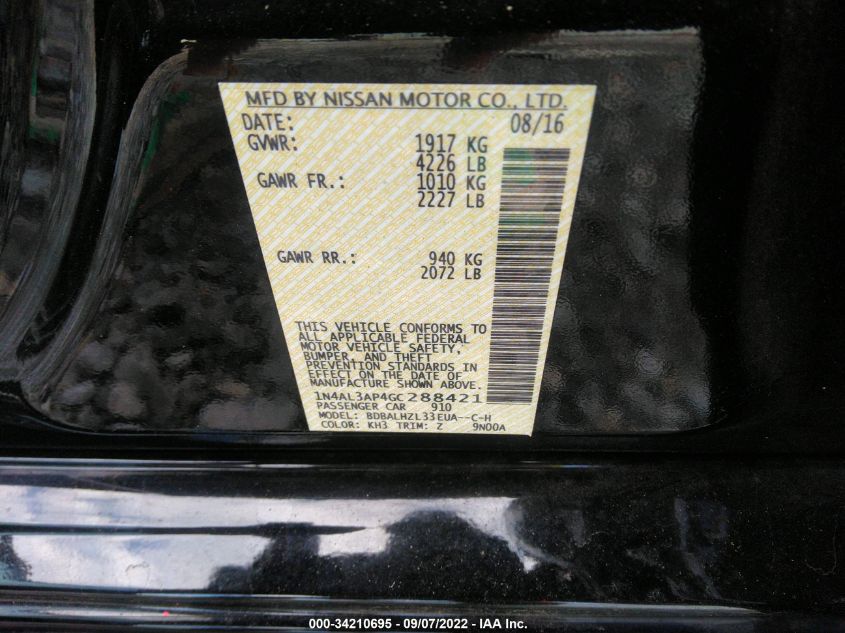 MFD BY NISSAN MOTOR CO., LTD.
DATE: 08/16
GVWR: 1917 KG
4226 LB
GAWR FR.: 1010 KG
2227 LB
GAWR RR.: 940 KG
2072 LB
THIS VEHICLE CONFORMS TO
ALL APPLICABLE FEDERAL
MOTOR VEHICLE SAFETY,
BUMPER, AND THEFT
PREVENTION STANDARDS IN
EFFECT ON THE DATE OF
MANUFACTURE SHOWN ABOVE.
1N4AL3AP4GC288421
PASSENGER CAR 910
MODEL: BDBALHZL33EUA--C-H
COLOR: KH3 TRIM: Z 9N00A
000-34210695 - 09/07/2022 - IAA Inc.